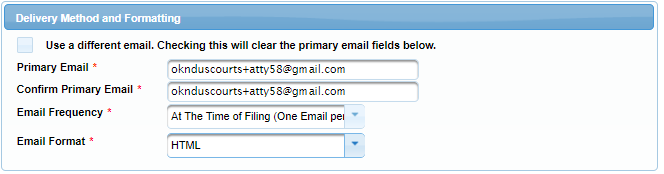 Delivery Method and Formatting
Use a different email. Checking this will clear the primary email fields below.
Primary Email * oknduscourts+atty58@gmail.com
Confirm Primary Email * oknduscourts+atty58@gmail.com
Email Frequency * At The Time of Filing (One Email per
Email Format * HTML